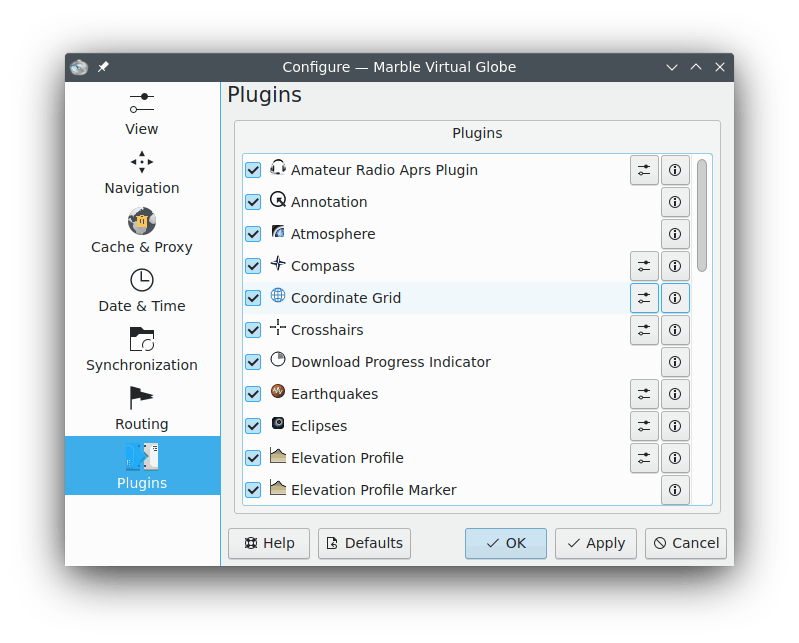 Configure — Marble Virtual Globe
View
Navigation
Cache & Proxy
Date & Time
Synchronization
Routing
Plugins
Plugins
Plugins
Amateur Radio Aprs Plugin
Annotation
Atmosphere
Compass
Coordinate Grid
Crosshairs
Download Progress Indicator
Earthquakes
Eclipses
Elevation Profile
Elevation Profile Marker
Help
Defaults
OK
Apply
Cancel